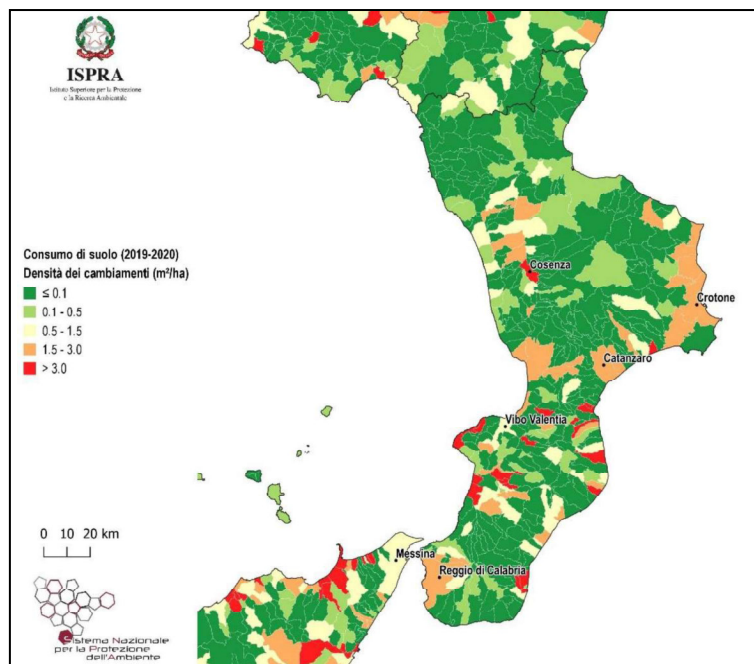 ISPRA
Istituto Superiore per la Protezione
e la Ricerca Ambientale
Consumo di suolo (2019-2020)
Densità dei cambiamenti (m²/ha)
≤ 0.1
0.1 - 0.5
0.5 - 1.5
1.5 - 3.0
> 3.0
Cosenza
Crotone
Catanzaro
Vibo Valentia
Messina
Reggio di Calabria
0 10 20 km
Sistema Nazionale
per la Protezione
dell'Ambiente